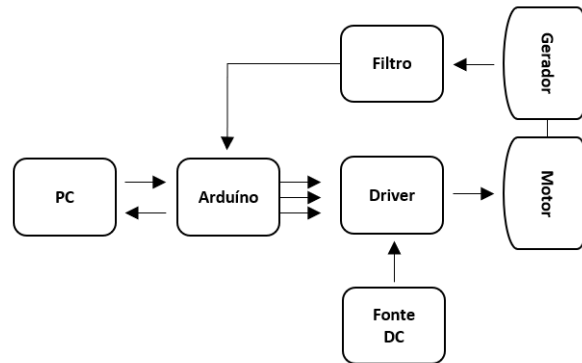 Filtro
Gerador
PC
Arduíno
Driver
Motor
Fonte
DC